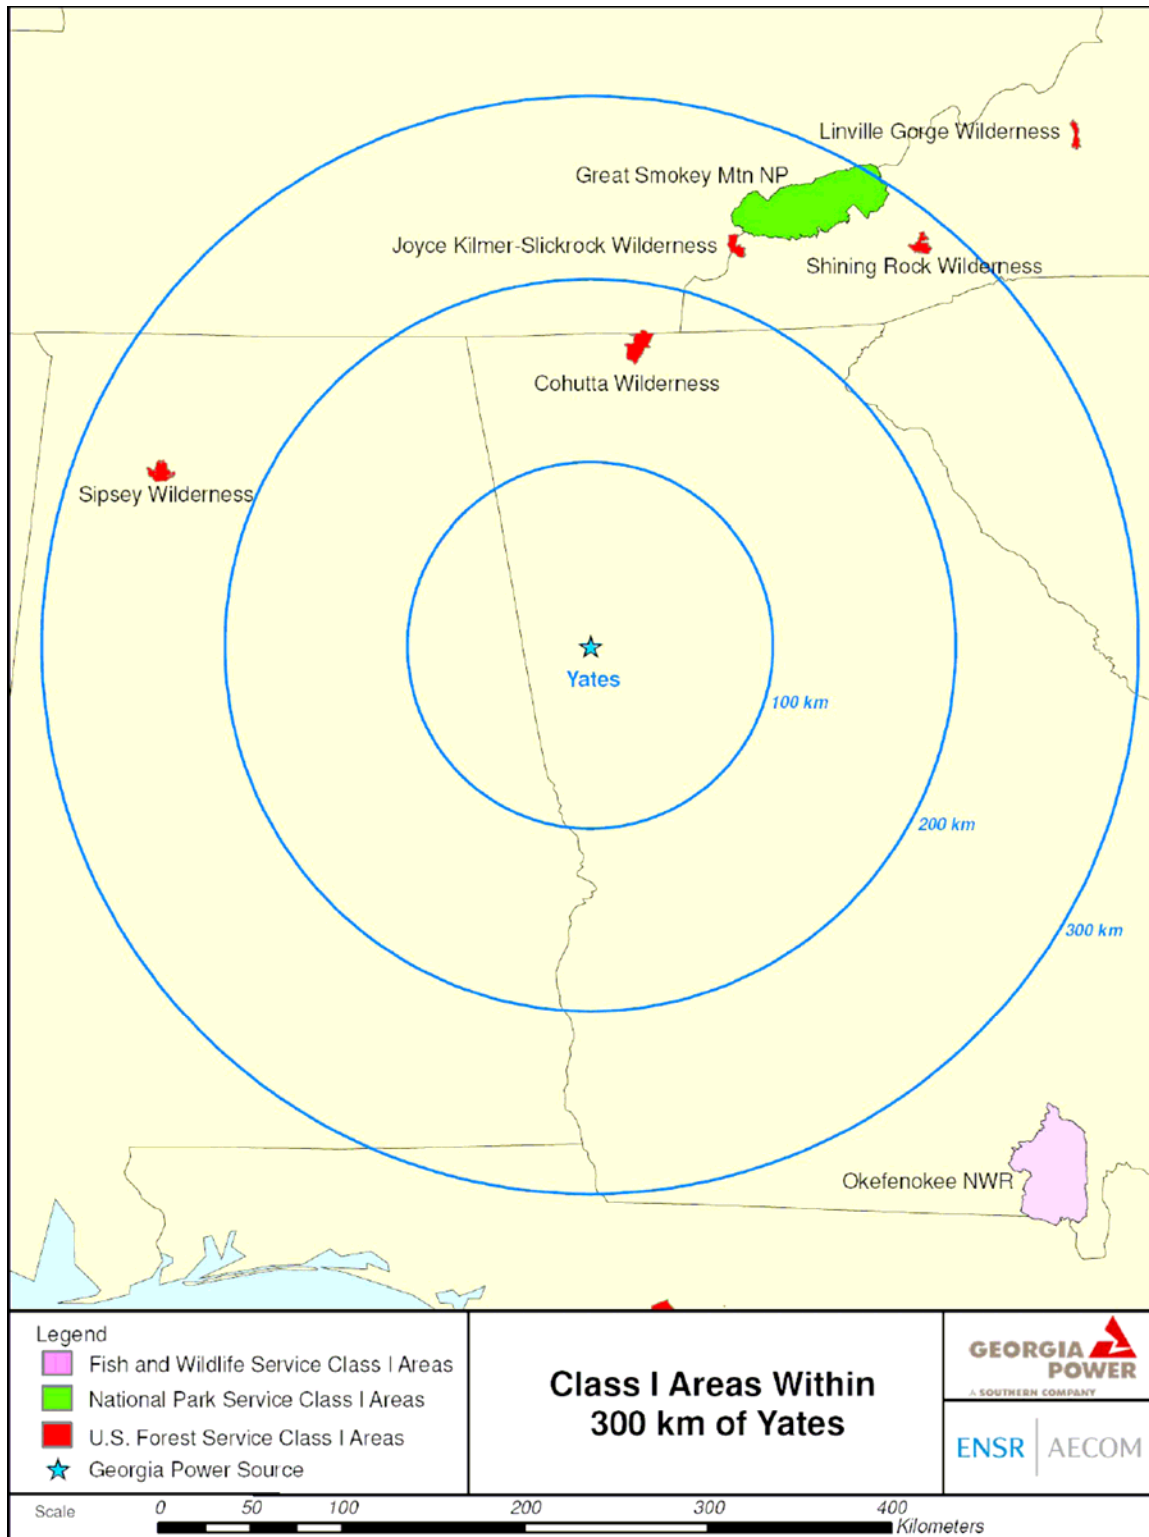 Linville Gorge Wilderness
Great Smokey Mtn NP
Joyce Kilmer-Slickrock Wilderness
Shining Rock Wilderness
Cohutta Wilderness
Sipsey Wilderness
Yates
100 km
200 km
300 km
Okefenokee NWR
Legend
Fish and Wildlife Service Class I Areas
National Park Service Class I Areas
U.S. Forest Service Class I Areas
Georgia Power Source
Class I Areas Within
300 km of Yates
GEORGIA
POWER
A SOUTHERN COMPANY
ENSR AECOM
Scale
0 50 100 200 300 400
Kilometers